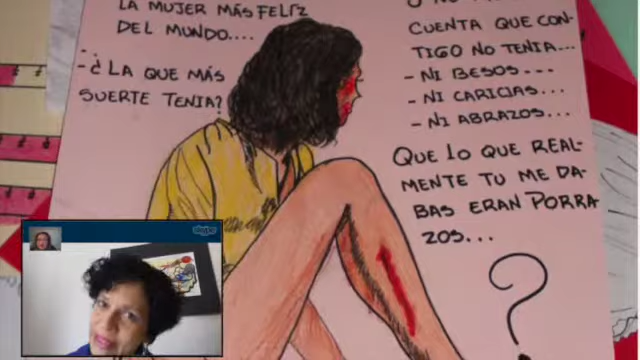 LA MUJER MÁS FELIZ
DEL MUNDO....
- ¿LA QUE MÁS
SUERTE TENIA?
CUENTA QUE CON-
TIGO NO TENIA...
- NI BESOS...
- NI CARICIAS...
- NI ABRAZOS...
QUE LO QUE REAL-
MENTE TU ME DA-
BAS ERAN PORRA
ZOS...
?
skype